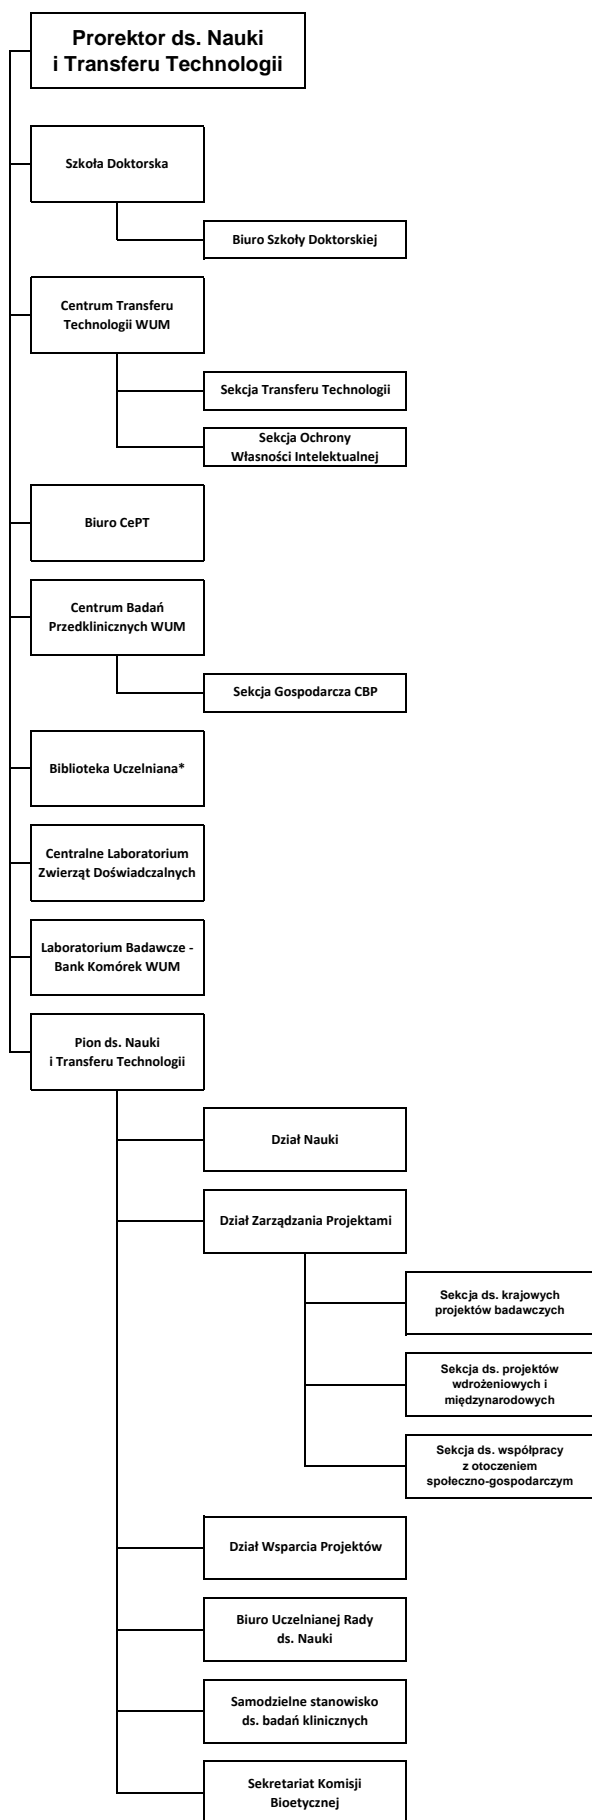 Prorektor ds. Nauki
i Transferu Technologii
Szkoła Doktorska
Biuro Szkoły Doktorskiej
Centrum Transferu
Technologii WUM
Sekcja Transferu Technologii
Sekcja Ochrony
Własności Intelektualnej
Biuro CePT
Centrum Badań
Przedklinicznych WUM
Sekcja Gospodarcza CBP
Biblioteka Uczelniana*
Centralne Laboratorium
Zwierząt Doświadczalnych
Laboratorium Badawcze -
Bank Komórek WUM
Pion ds. Nauki
i Transferu Technologii
Dział Nauki
Dział Zarządzania Projektami
Sekcja ds. krajowych
projektów badawczych
Sekcja ds. projektów
wdrożeniowych i
międzynarodowych
Sekcja ds. współpracy
z otoczeniem
społeczno-gospodarczym
Dział Wsparcia Projektów
Biuro Uczelnianej Rady
ds. Nauki
Samodzielne stanowisko
ds. badań klinicznych
Sekretariat Komisji
Bioetycznej